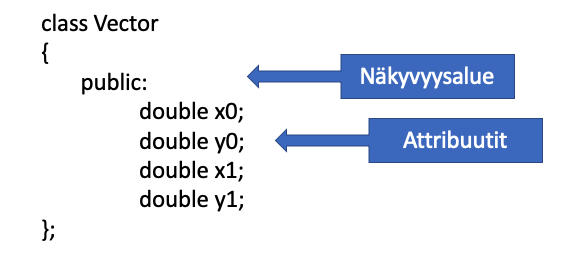 class Vector
{
public:
Näkyvyysalue
double x0;
double y0;
Attribuutit
double x1;
double y1;
};